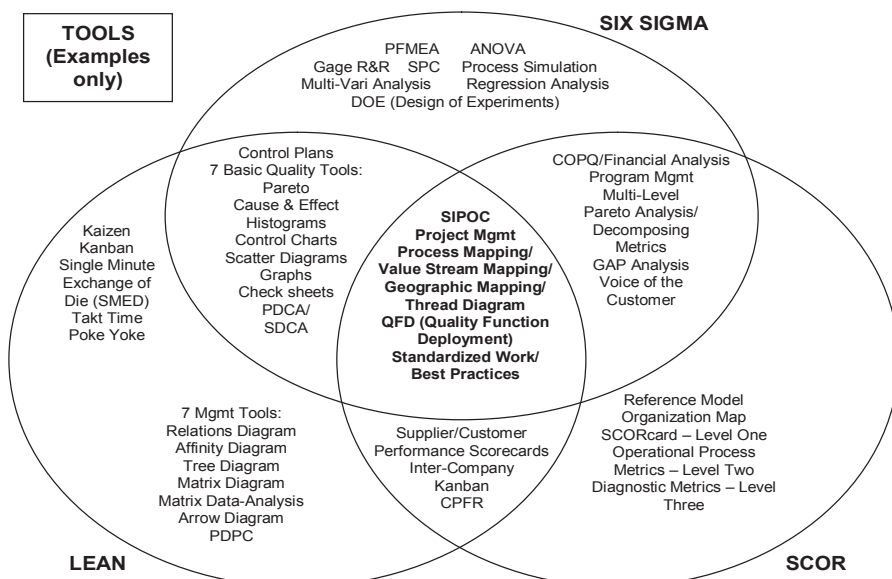 TOOLS
(Examples
only)
SIX SIGMA
PFMEA ANOVA
Gage R&R SPC Process Simulation
Multi-Vari Analysis Regression Analysis
DOE (Design of Experiments)
Control Plans
7 Basic Quality Tools:
Pareto
Cause & Effect
Histograms
Control Charts
Scatter Diagrams
Graphs
Check sheets
PDCA/
SDCA
COPQ/Financial Analysis
Program Mgmt
Multi-Level
Pareto Analysis/
Decomposing
Metrics
GAP Analysis
Voice of the
Customer
Kaizen
Kanban
Single Minute
Exchange of
Die (SMED)
Takt Time
Poke Yoke
SIPOC
Project Mgmt
Process Mapping/
Value Stream Mapping/
Geographic Mapping/
Thread Diagram
QFD (Quality Function
Deployment)
Standardized Work/
Best Practices
7 Mgmt Tools:
Relations Diagram
Affinity Diagram
Tree Diagram
Matrix Diagram
Matrix Data-Analysis
Arrow Diagram
PDPC
Supplier/Customer
Performance Scorecards
Inter-Company
Kanban
CPFR
Reference Model
Organization Map
SCORcard – Level One
Operational Process
Metrics – Level Two
Diagnostic Metrics – Level
Three
LEAN
SCOR